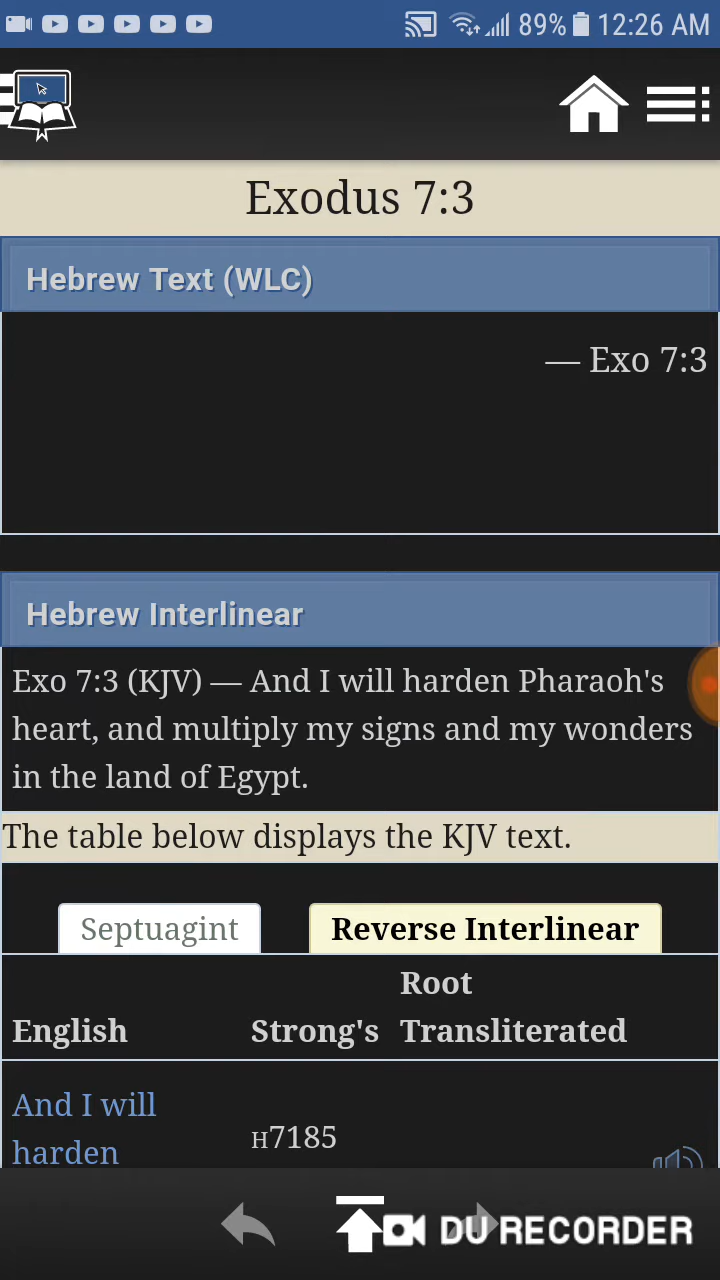 89% 12:26 AM
Exodus 7:3
Hebrew Text (WLC)
— Exo 7:3
Hebrew Interlinear
Exo 7:3 (KJV) — And I will harden Pharaoh's
heart, and multiply my signs and my wonders
in the land of Egypt.
The table below displays the KJV text.
Septuagint Reverse Interlinear
Root
English Strong's Transliterated
And I will
harden
H7185
DU RECORDER